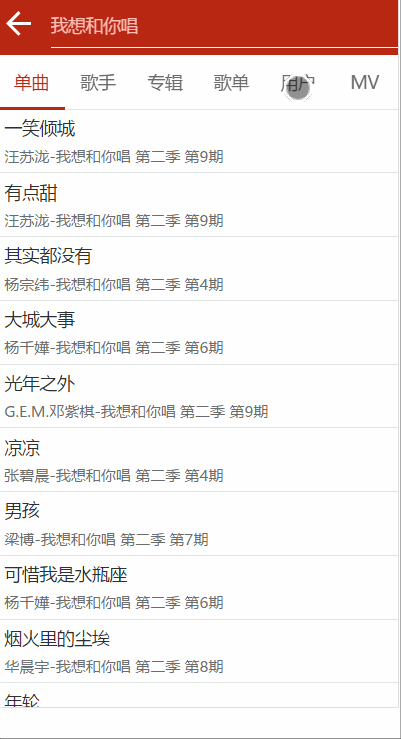 我想和你唱
单曲 歌手 专辑 歌单 用户 MV
一笑倾城
汪苏泷-我想和你唱 第二季 第9期
有点甜
汪苏泷-我想和你唱 第二季 第9期
其实都没有
杨宗纬-我想和你唱 第二季 第4期
大城大事
杨千嬅-我想和你唱 第二季 第6期
光年之外
G.E.M.邓紫棋-我想和你唱 第二季 第9期
凉凉
张碧晨-我想和你唱 第二季 第4期
男孩
梁博-我想和你唱 第二季 第7期
可惜我是水瓶座
杨千嬅-我想和你唱 第二季 第6期
烟火里的尘埃
华晨宇-我想和你唱 第二季 第8期
年轮